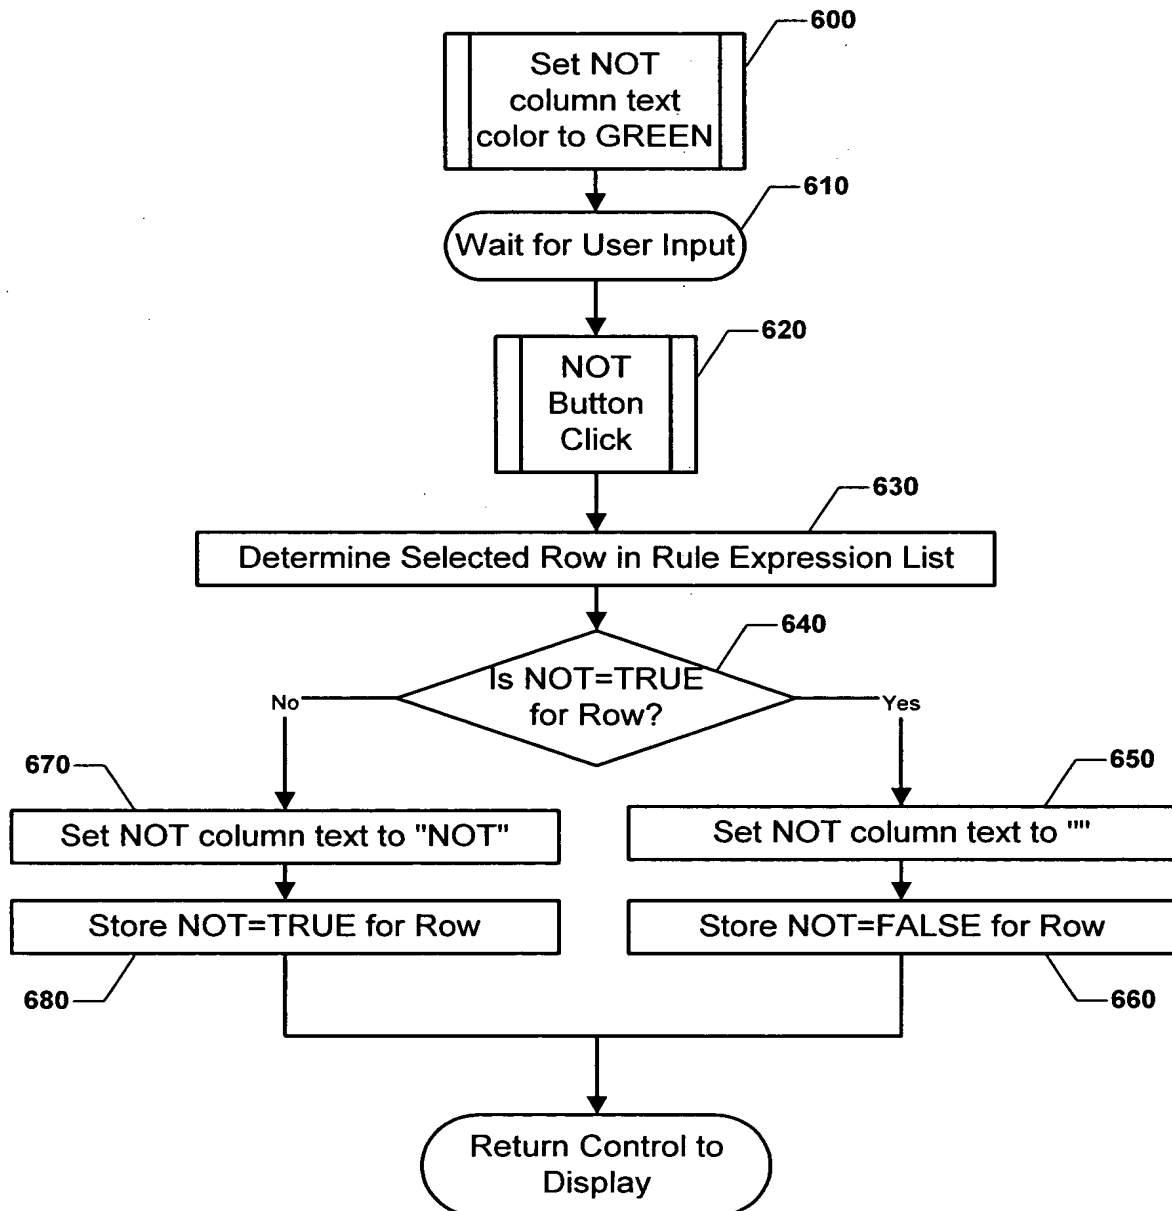 600
Set NOT
column text
color to GREEN
610
Wait for User Input
620
NOT
Button
Click
630
Determine Selected Row in Rule Expression List
640
Is NOT=TRUE
for Row?
No
Yes
670
650
Set NOT column text to "NOT"
Set NOT column text to ""
Store NOT=TRUE for Row
Store NOT=FALSE for Row
680
660
Return Control to
Display